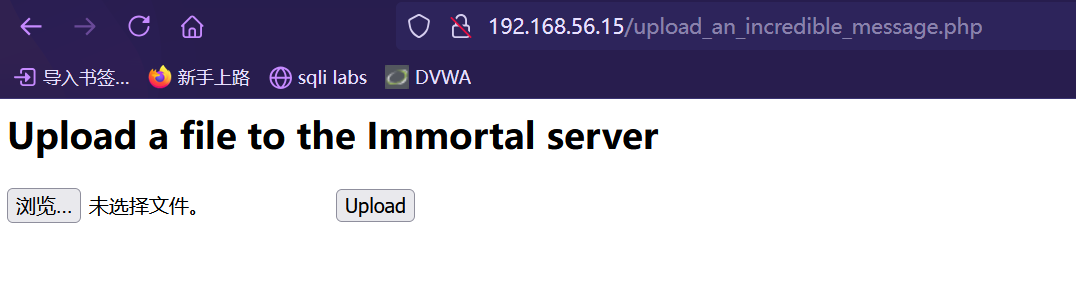 192.168.56.15/upload_an_incredible_message.php
导入书签... 新手上路 sqli labs DVWA
Upload a file to the Immortal server
浏览... 未选择文件。 Upload